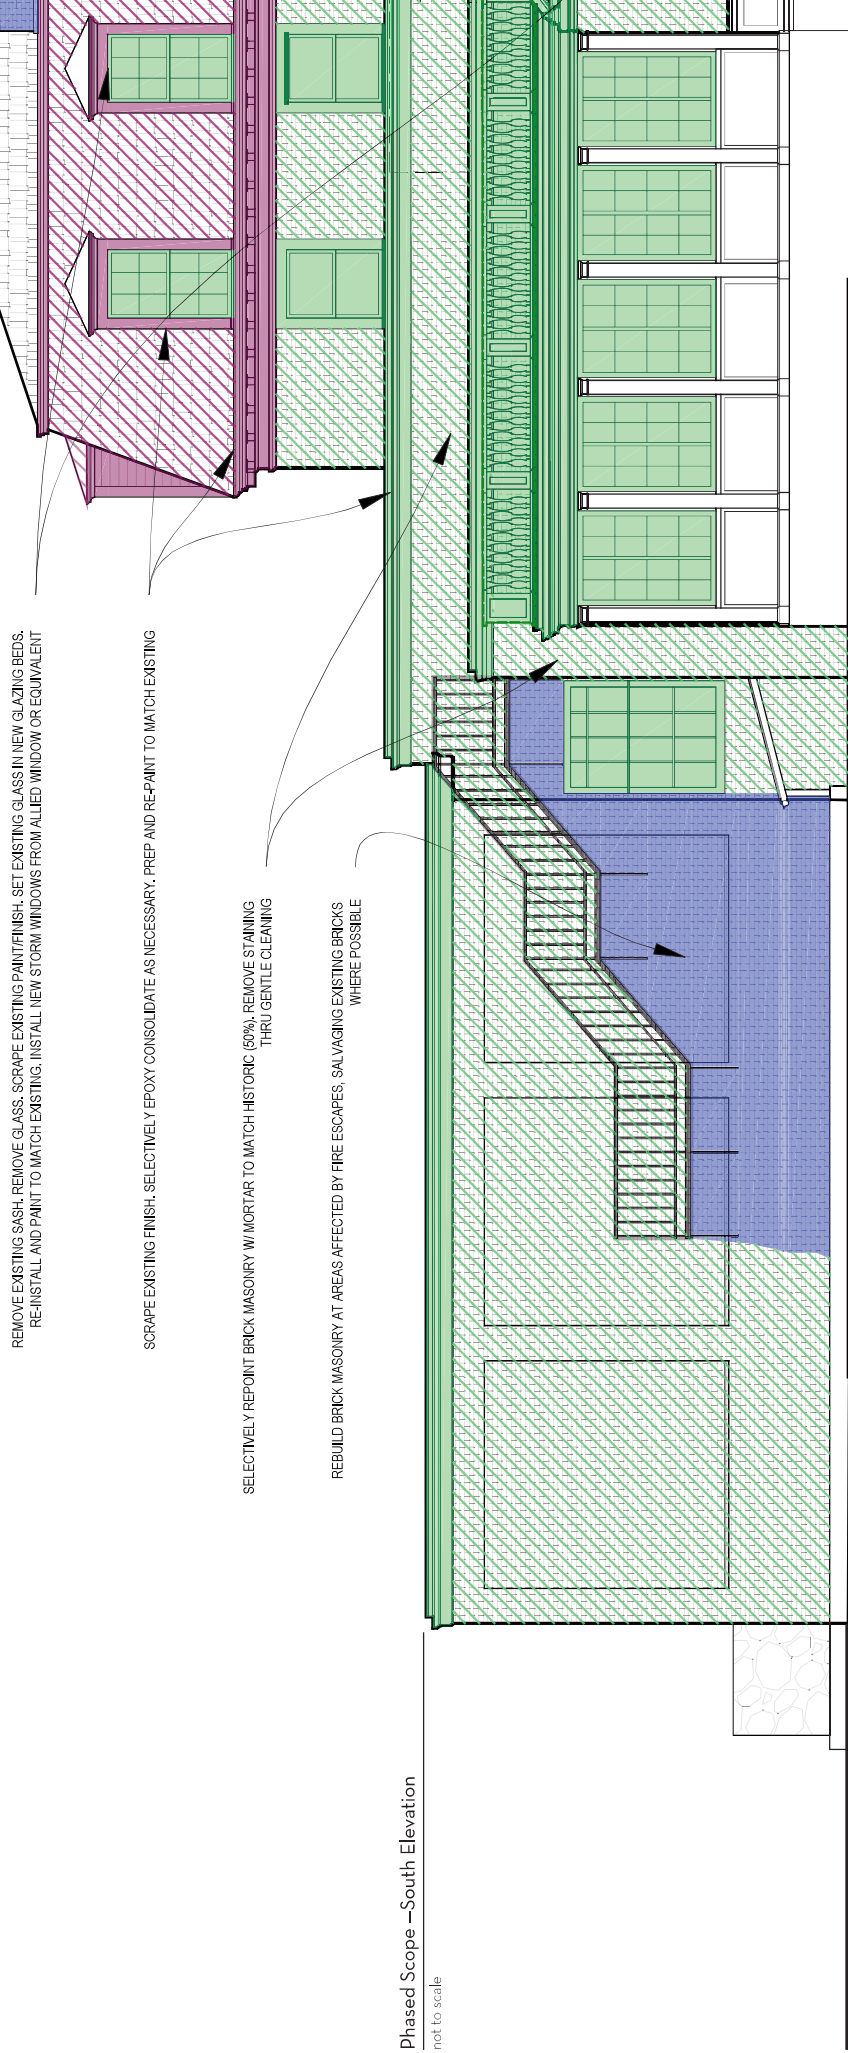 REMOVE EXISTING SASH. REMOVE GLASS. SCRAPE EXISTING PAINT/FINISH. SET EXISTING GLASS IN NEW GLAZING BEDS.
RE-INSTALL AND PAINT TO MATCH EXISTING. INSTALL NEW STORM WINDOWS FROM ALLIED WINDOW OR EQUIVALENT
SCRAPE EXISTING FINISH. SELECTIVELY EPOXY CONSOLIDATE AS NECESSARY. PREP AND RE-PAINT TO MATCH EXISTING
SELECTIVELY REPOINT BRICK MASONRY W/ MORTAR TO MATCH HISTORIC (50%). REMOVE STAINING
THRU GENTLE CLEANING
REBUILD BRICK MASONRY AT AREAS AFFECTED BY FIRE ESCAPES, SALVAGING EXISTING BRICKS
WHERE POSSIBLE
Phased Scope –South Elevation
not to scale